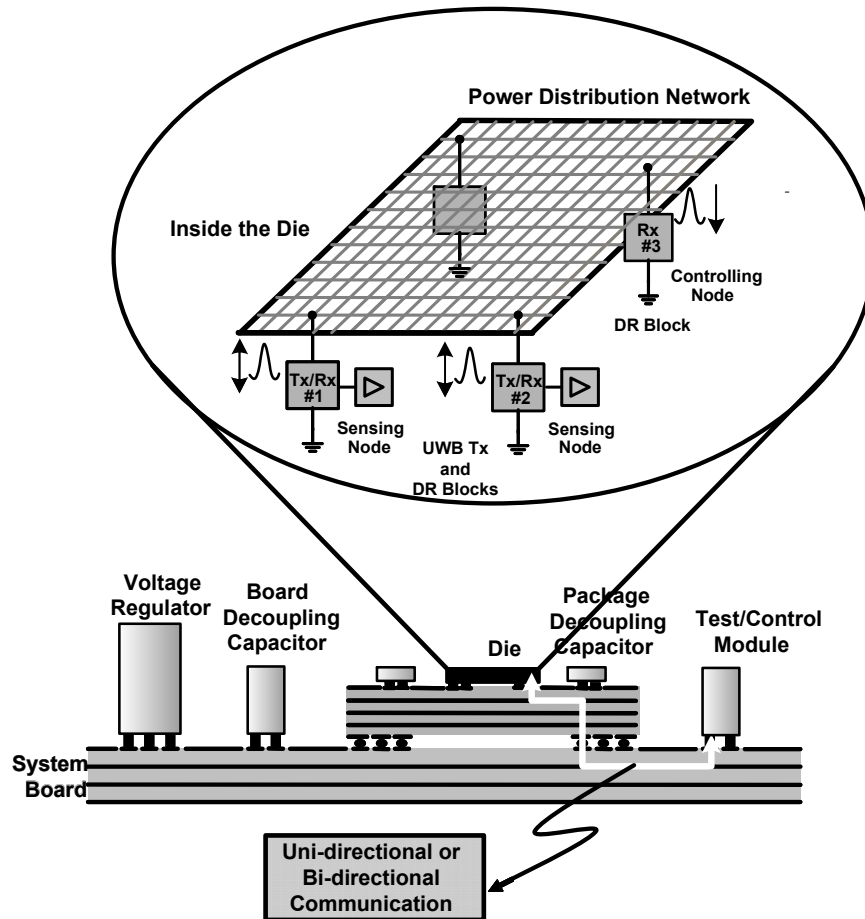 Power Distribution Network
Inside the Die
Rx
#3
Controlling
Node
DR Block
Tx/Rx
#1
Sensing
Node
Tx/Rx
#2
Sensing
Node
UWB Tx
and
DR Blocks
Voltage
Regulator
Board
Decoupling
Capacitor
Die
Package
Decoupling
Capacitor
Test/Control
Module
System
Board
Uni-directional or
Bi-directional
Communication